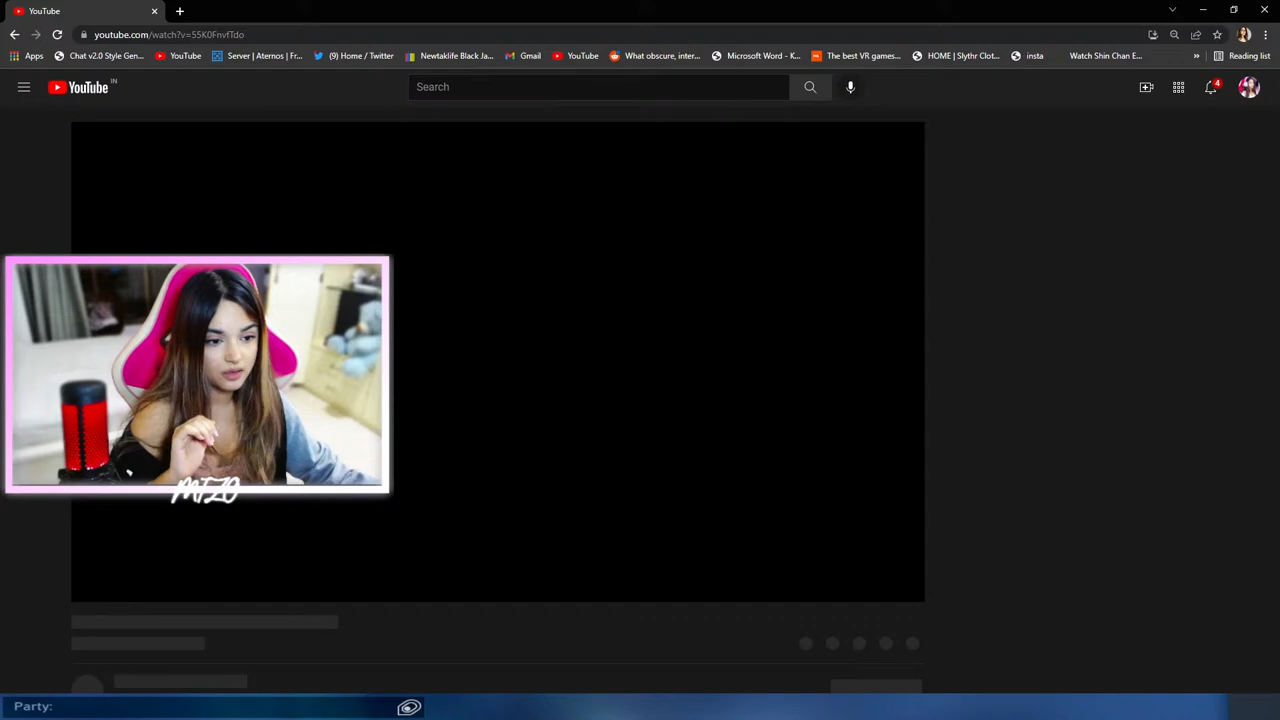 YouTube
youtube.com/watch?v=55K0FnvfTdo
Apps Chat v2.0 Style Gen... YouTube Server | Aternos | Fr... (9) Home / Twitter Newtaklife Black Ja... Gmail YouTube What obscure, inter... Microsoft Word - K... The best VR games... HOME | Slythr Clot... insta Watch Shin Chan E... » Reading list
YouTube IN Search 4
MIZO
Party: